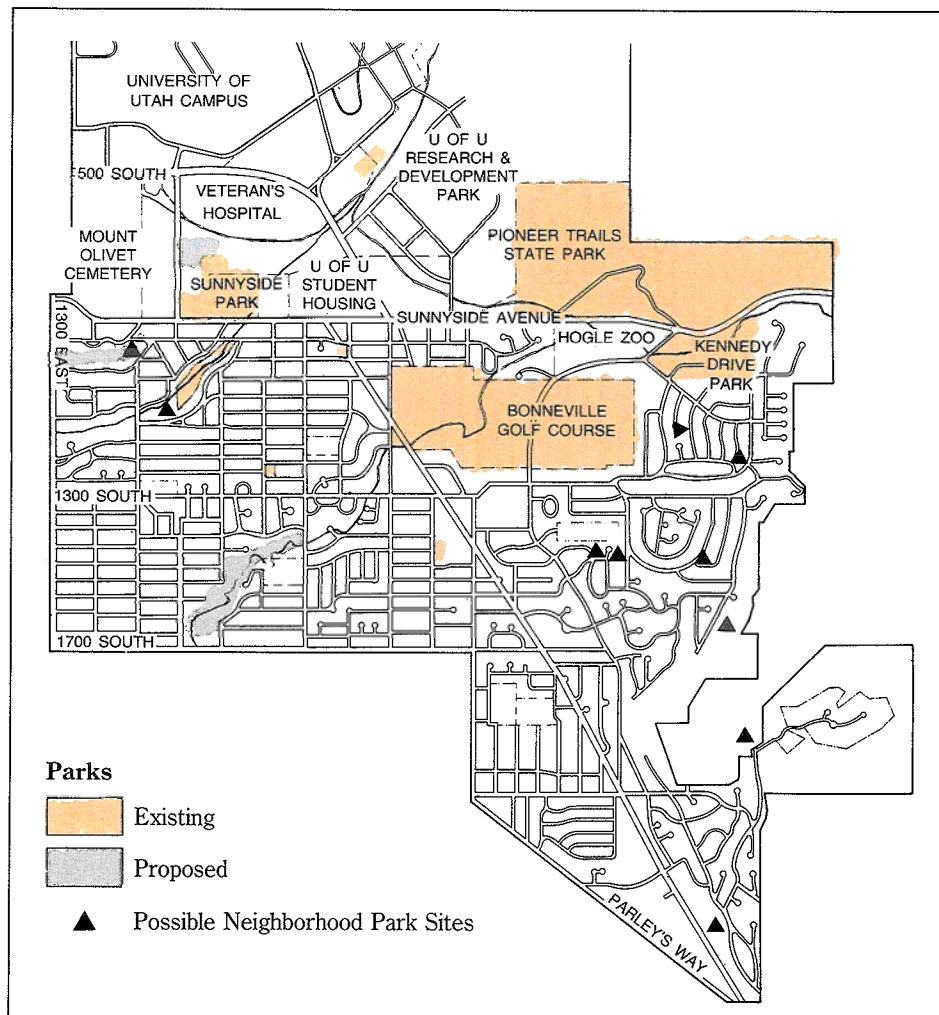 UNIVERSITY OF
UTAH CAMPUS
U OF U
RESEARCH &
DEVELOPMENT
PARK
500 SOUTH
VETERAN'S
HOSPITAL
MOUNT
OLIVET
CEMETERY
PIONEER TRAILS
STATE PARK
SUNNYSIDE
PARK
U OF U
STUDENT
HOUSING
SUNNYSIDE AVENUE
1300 EAST
HOGLE ZOO
KENNEDY
DRIVE
PARK
BONNEVILLE
GOLF COURSE
1300 SOUTH
1700 SOUTH
PARLEY'S WAY
Parks
Existing
Proposed
Possible Neighborhood Park Sites